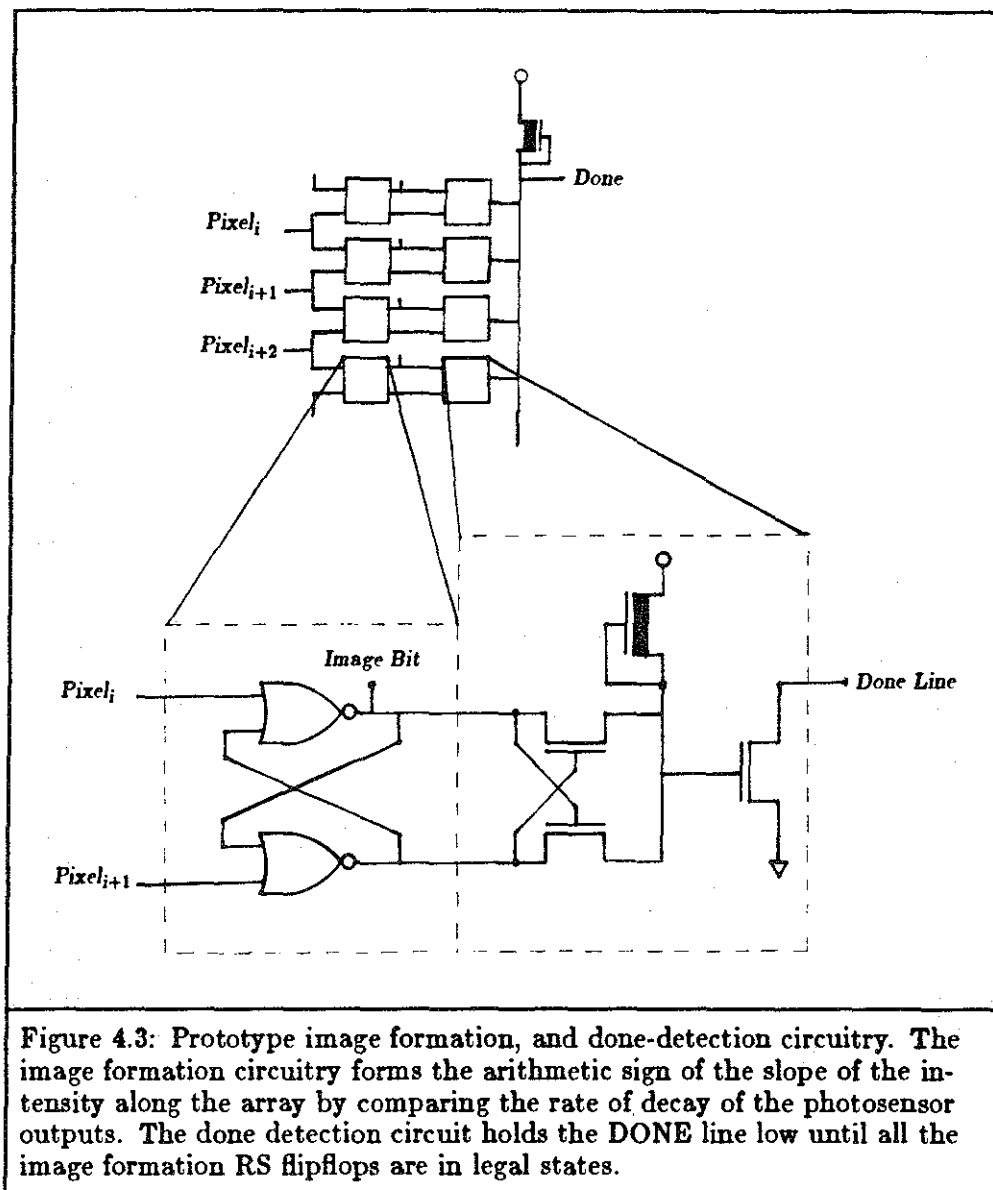 Done
Pixel_i
Pixel_{i+1}
Pixel_{i+2}
Image Bit
Pixel_i
Done Line
Pixel_{i+1}
Figure 4.3: Prototype image formation, and done-detection circuitry. The
image formation circuitry forms the arithmetic sign of the slope of the in-
tensity along the array by comparing the rate of decay of the photosensor
outputs. The done detection circuit holds the DONE line low until all the
image formation RS flipflops are in legal states.